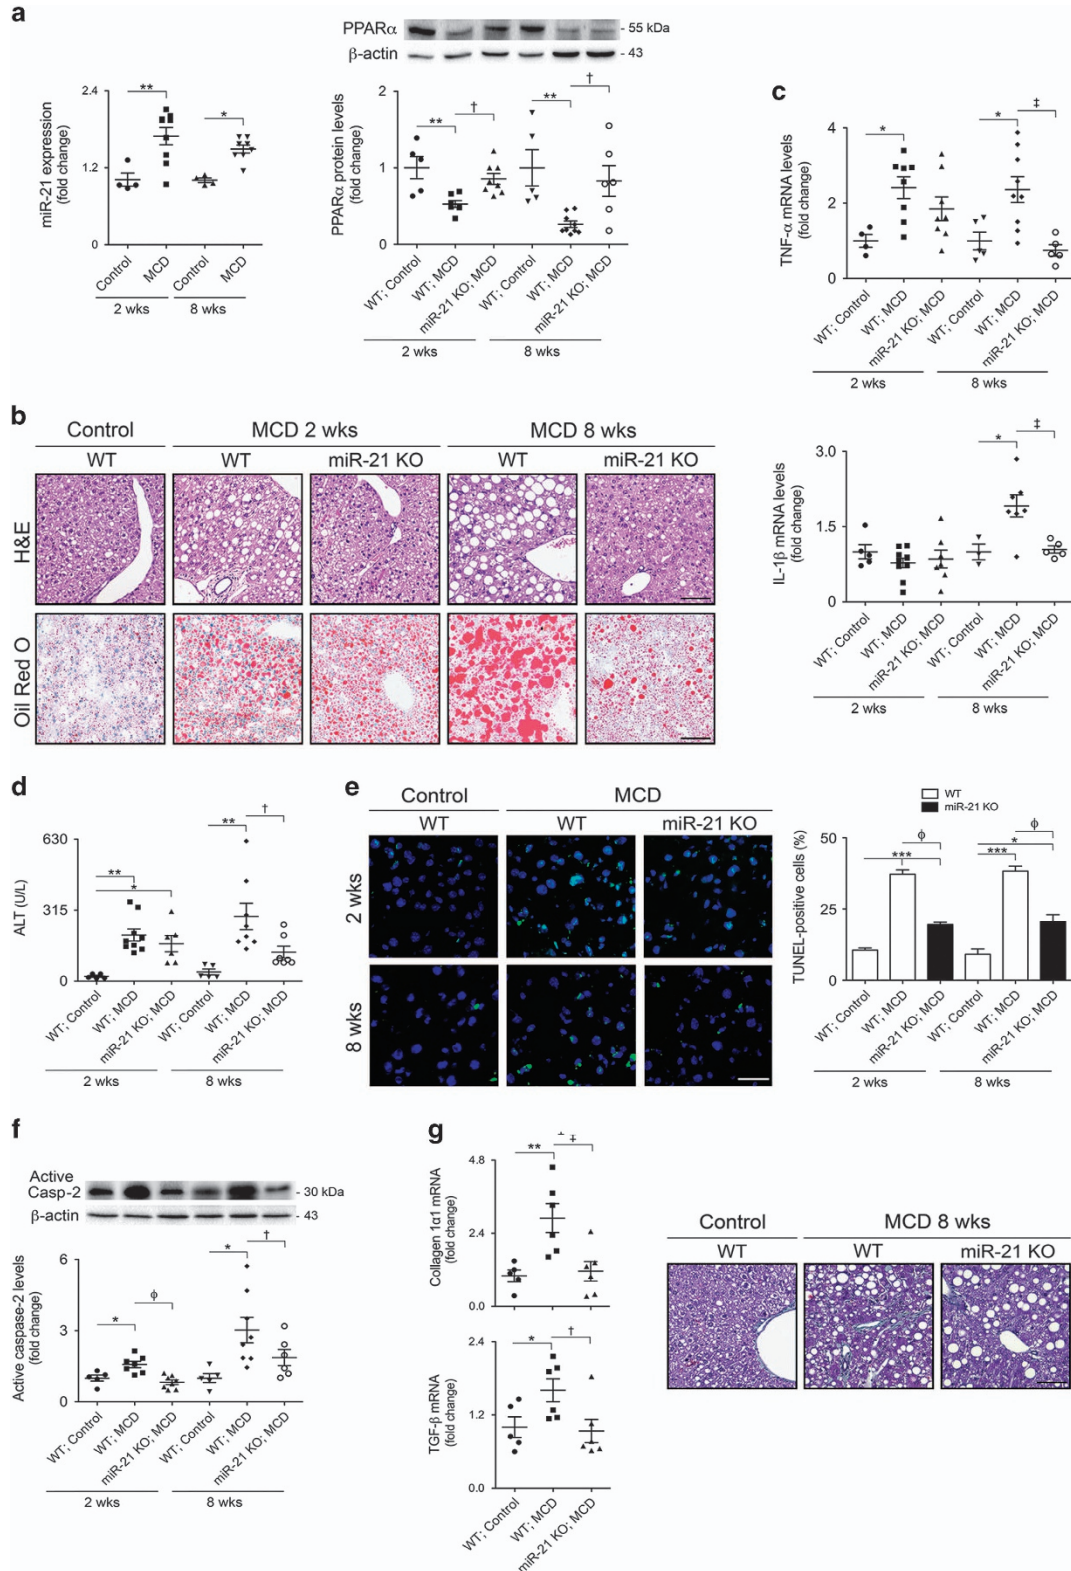 a
PPARα
- 55 kDa
β-actin
- 43
miR-21 expression
(fold change)
2.4
1.2
0
**
*
Control
MCD
Control
MCD
2 wks
8 wks
PPARα protein levels
(fold change)
2
1
0
**
†
**
†
WT; Control
WT; MCD
miR-21 KO; MCD
WT; Control
WT; MCD
miR-21 KO; MCD
2 wks
8 wks
c
TNF-α mRNA levels
(fold change)
6.0
4.0
2.0
0
*
*
‡
WT; Control
WT; MCD
miR-21 KO; MCD
WT; Control
WT; MCD
miR-21 KO; MCD
2 wks
8 wks
IL-1β mRNA levels
(fold change)
3.0
1.5
0.0
*
‡
WT; Control
WT; MCD
miR-21 KO; MCD
WT; Control
WT; MCD
miR-21 KO; MCD
2 wks
8 wks
b
Control
MCD 2 wks
MCD 8 wks
WT
WT
miR-21 KO
WT
miR-21 KO
H&E
Oil Red O
d
ALT (U/L)
630
315
0
**
*
**
†
WT; Control
WT; MCD
miR-21 KO; MCD
WT; Control
WT; MCD
miR-21 KO; MCD
2 wks
8 wks
e
Control
MCD
WT
WT
miR-21 KO
2 wks
8 wks
WT
miR-21 KO
TUNEL-positive cells (%)
50
25
0
ϕ
***
ϕ
*
***
WT; Control
WT; MCD
miR-21 KO; MCD
WT; Control
WT; MCD
miR-21 KO; MCD
2 wks
8 wks
f
Active
Casp-2
- 30 kDa
β-actin
- 43
Active caspase-2 levels
(fold change)
6
3
0
*
ϕ
*
†
WT; Control
WT; MCD
miR-21 KO; MCD
WT; Control
WT; MCD
miR-21 KO; MCD
2 wks
8 wks
g
Collagen 1α1 mRNA
(fold change)
4.8
2.4
0.0
**
‡
TGF-β mRNA
(fold change)
2.4
1.2
0.0
*
†
WT; Control
WT; MCD
miR-21 KO; MCD
Control
MCD 8 wks
WT
WT
miR-21 KO